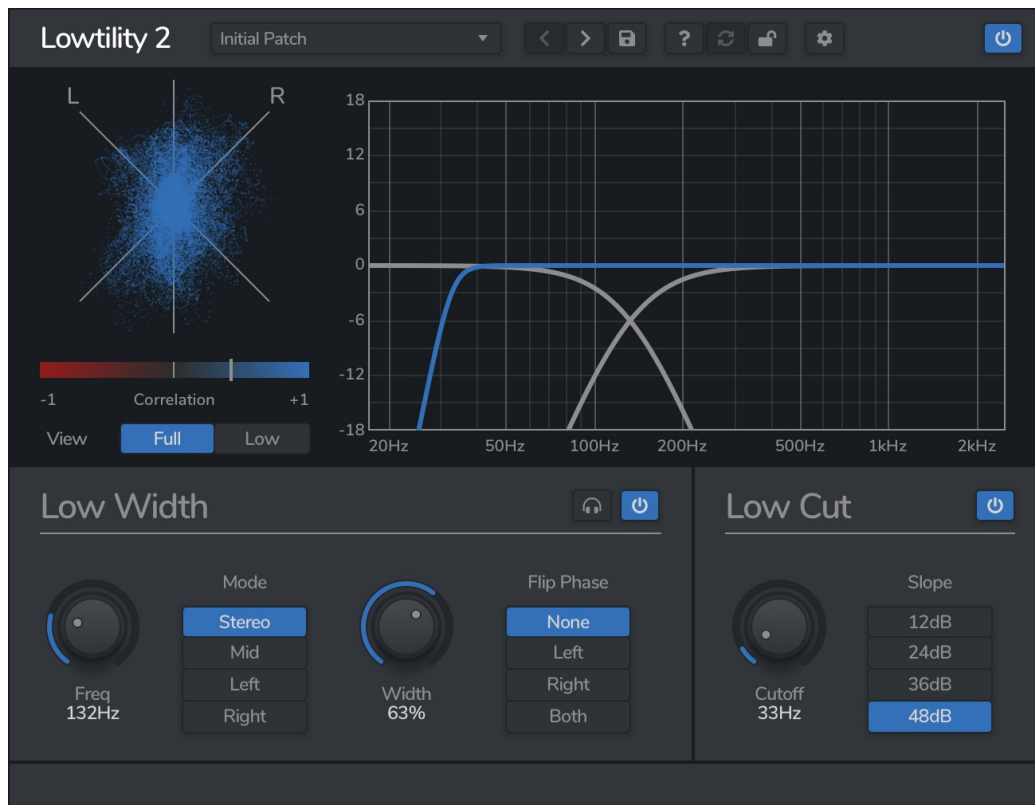 Lowtility 2 Initial Patch < > ?
L R
18
12
6
0
-6
-12
-18
20Hz 50Hz 100Hz 200Hz 500Hz 1kHz 2kHz
-1 Correlation +1
View Full Low
Low Width
Mode
Stereo
Mid
Left
Right
Freq
132Hz
Width
63%
Flip Phase
None
Left
Right
Both
Low Cut
Slope
12dB
24dB
36dB
48dB
Cutoff
33Hz